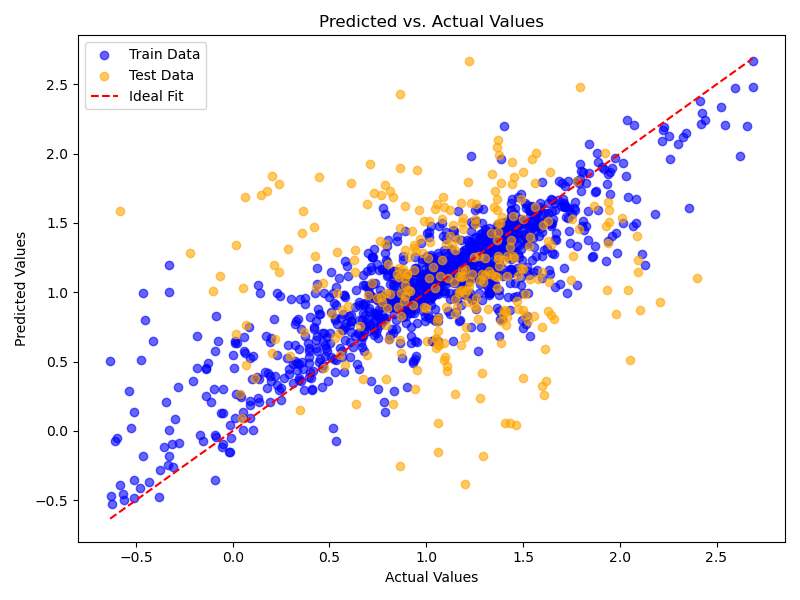 Predicted vs. Actual Values
Train Data
Test Data
Ideal Fit
Predicted Values
2.5
2.0
1.5
1.0
0.5
0.0
−0.5
−0.5
0.0
0.5
1.0
1.5
2.0
2.5
Actual Values